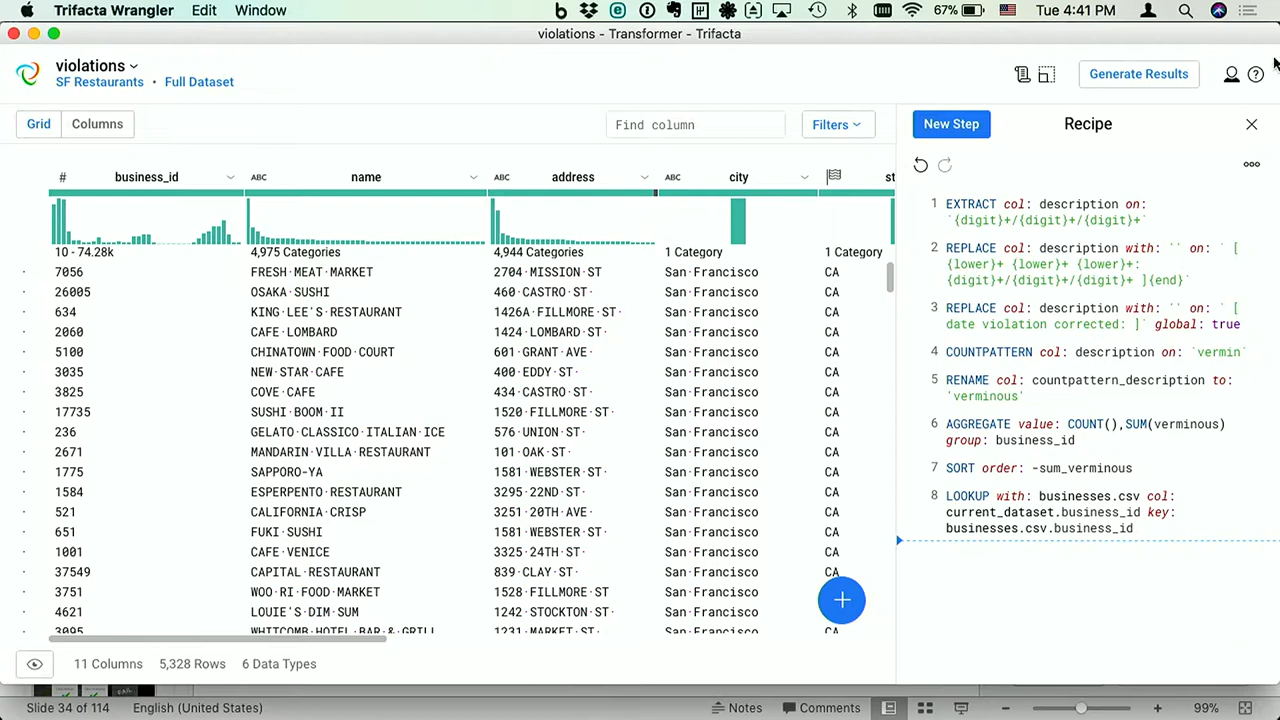 Trifacta Wrangler Edit Window 67% Tue 4:41 PM
violations - Transformer - Trifacta
violations
SF Restaurants • Full Dataset
Generate Results
Grid Columns Find column Filters New Step Recipe
# business_id ABC name ABC address ABC city st
10 - 74.28k 4,975 Categories 4,944 Categories 1 Category 1 Category
7056 FRESH·MEAT·MARKET 2704·MISSION·ST San·Francisco CA
26005 OSAKA·SUSHI 460·CASTRO·ST· San·Francisco CA
634 KING·LEE'S·RESTAURANT 1426A·FILLMORE·ST· San·Francisco CA
2060 CAFE·LOMBARD 1424·LOMBARD·ST· San·Francisco CA
5100 CHINATOWN·FOOD·COURT 601·GRANT·AVE· San·Francisco CA
3035 NEW·STAR·CAFE 400·EDDY·ST· San·Francisco CA
3825 COVE·CAFE 434·CASTRO·ST· San·Francisco CA
17735 SUSHI·BOOM·II 1520·FILLMORE·ST· San·Francisco CA
236 GELATO·CLASSICO·ITALIAN·ICE 576·UNION·ST· San·Francisco CA
2671 MANDARIN·VILLA·RESTAURANT 101·OAK·ST· San·Francisco CA
1775 SAPPORO-YA 1581·WEBSTER·ST· San·Francisco CA
1584 ESPERPENTO·RESTAURANT 3295·22ND·ST· San·Francisco CA
521 CALIFORNIA·CRISP 3251·20TH·AVE· San·Francisco CA
651 FUKI·SUSHI 1581·WEBSTER·ST· San·Francisco CA
1001 CAFE·VENICE 3325·24TH·ST· San·Francisco CA
37549 CAPITAL·RESTAURANT 839·CLAY·ST· San·Francisco CA
3751 WOO·RI·FOOD·MARKET 1528·FILLMORE·ST San·Francisco CA
4621 LOUIE'S·DIM·SUM 1242·STOCKTON·ST· San·Francisco CA
3095 WHITCOMB·HOTEL·BAR·&·GRILL 1231·MARKET·ST· San·Francisco CA
1 EXTRACT col: description on:
`{digit}+/{digit}+/{digit}+`
2 REPLACE col: description with: '' on: ` [
{lower}+ {lower}+ {lower}+:
{digit}+/{digit}+/{digit}+ ]{end}`
3 REPLACE col: description with: '' on: ` [
date violation corrected: ]` global: true
4 COUNTPATTERN col: description on: `vermin`
5 RENAME col: countpattern_description to:
'verminous'
6 AGGREGATE value: COUNT(),SUM(verminous)
group: business_id
7 SORT order: -sum_verminous
8 LOOKUP with: businesses.csv col:
current_dataset.business_id key:
businesses.csv.business_id
11 Columns 5,328 Rows 6 Data Types
Slide 34 of 114 English (United States) Notes Comments 99%